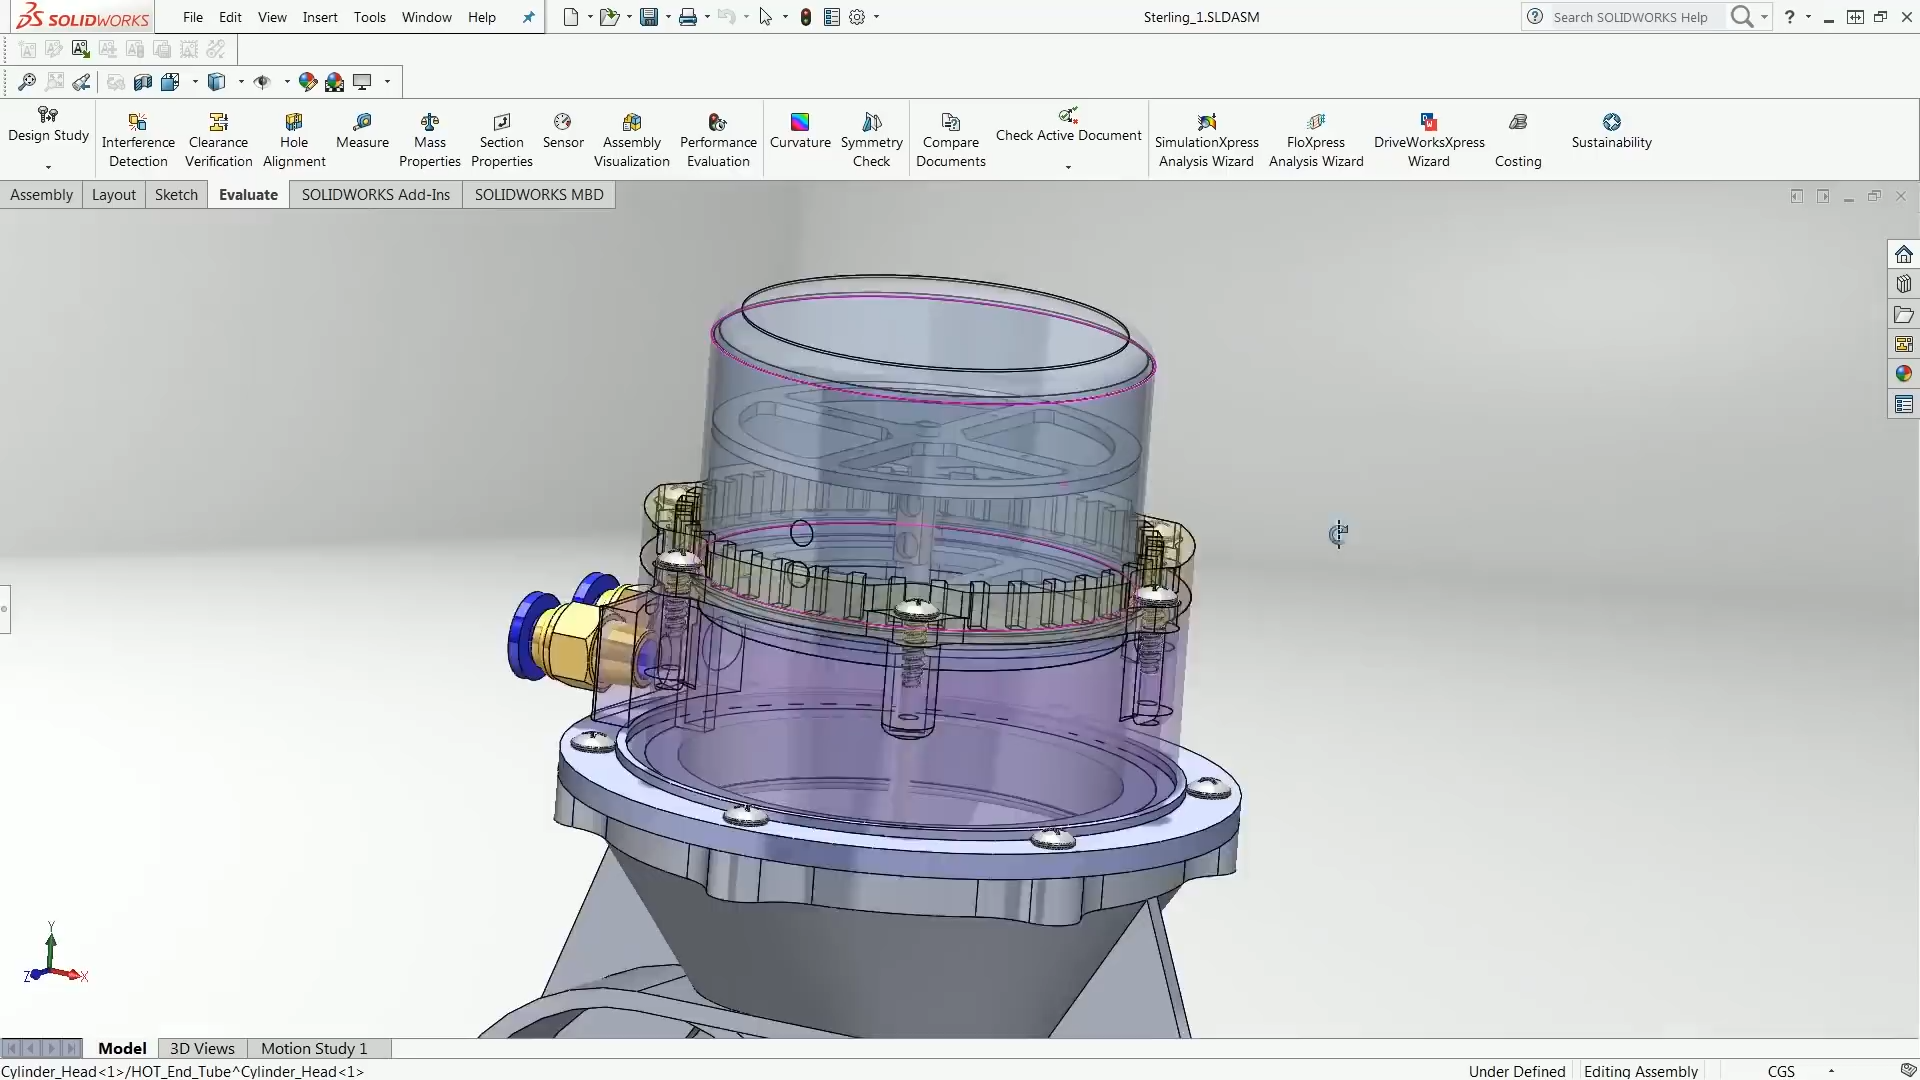 SOLIDWORKS
File Edit View Insert Tools Window Help
Sterling_1.SLDASM
Search SOLIDWORKS Help
Design Study
Interference Detection
Clearance Verification
Hole Alignment
Measure
Mass Properties
Section Properties
Sensor
Assembly Visualization
Performance Evaluation
Curvature
Symmetry Check
Compare Documents
Check Active Document
SimulationXpress Analysis Wizard
FloXpress Analysis Wizard
DriveWorksXpress Wizard
Costing
Sustainability
Assembly Layout Sketch Evaluate SOLIDWORKS Add-Ins SOLIDWORKS MBD
Y
Z X
Model 3D Views Motion Study 1
Cylinder_Head<1>/HOT_End_Tube^Cylinder_Head<1>
Under Defined Editing Assembly CGS